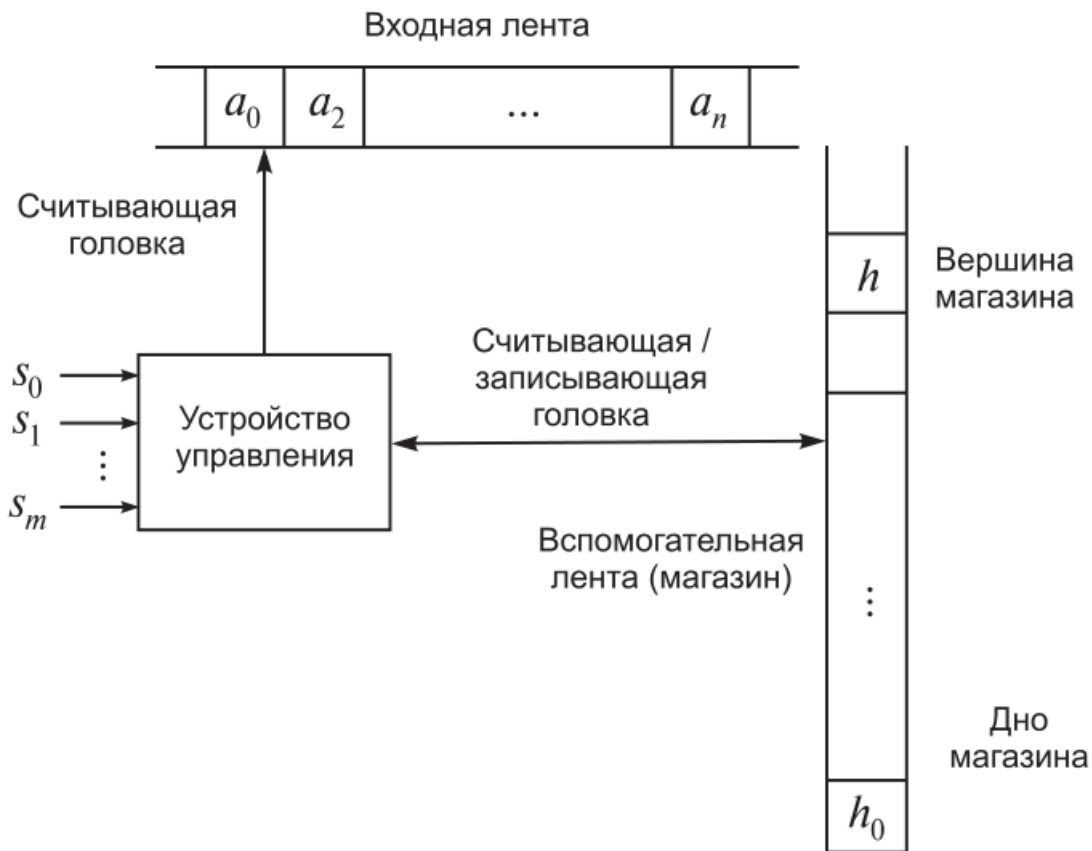 Входная лента
a₀ a₂ ... aₙ
Считывающая
головка
h
Вершина
магазина
Считывающая /
записывающая
головка
s₀
s₁
⋮
sₘ
Устройство
управления
Вспомогательная
лента (магазин)
⋮
Дно
магазина
h₀